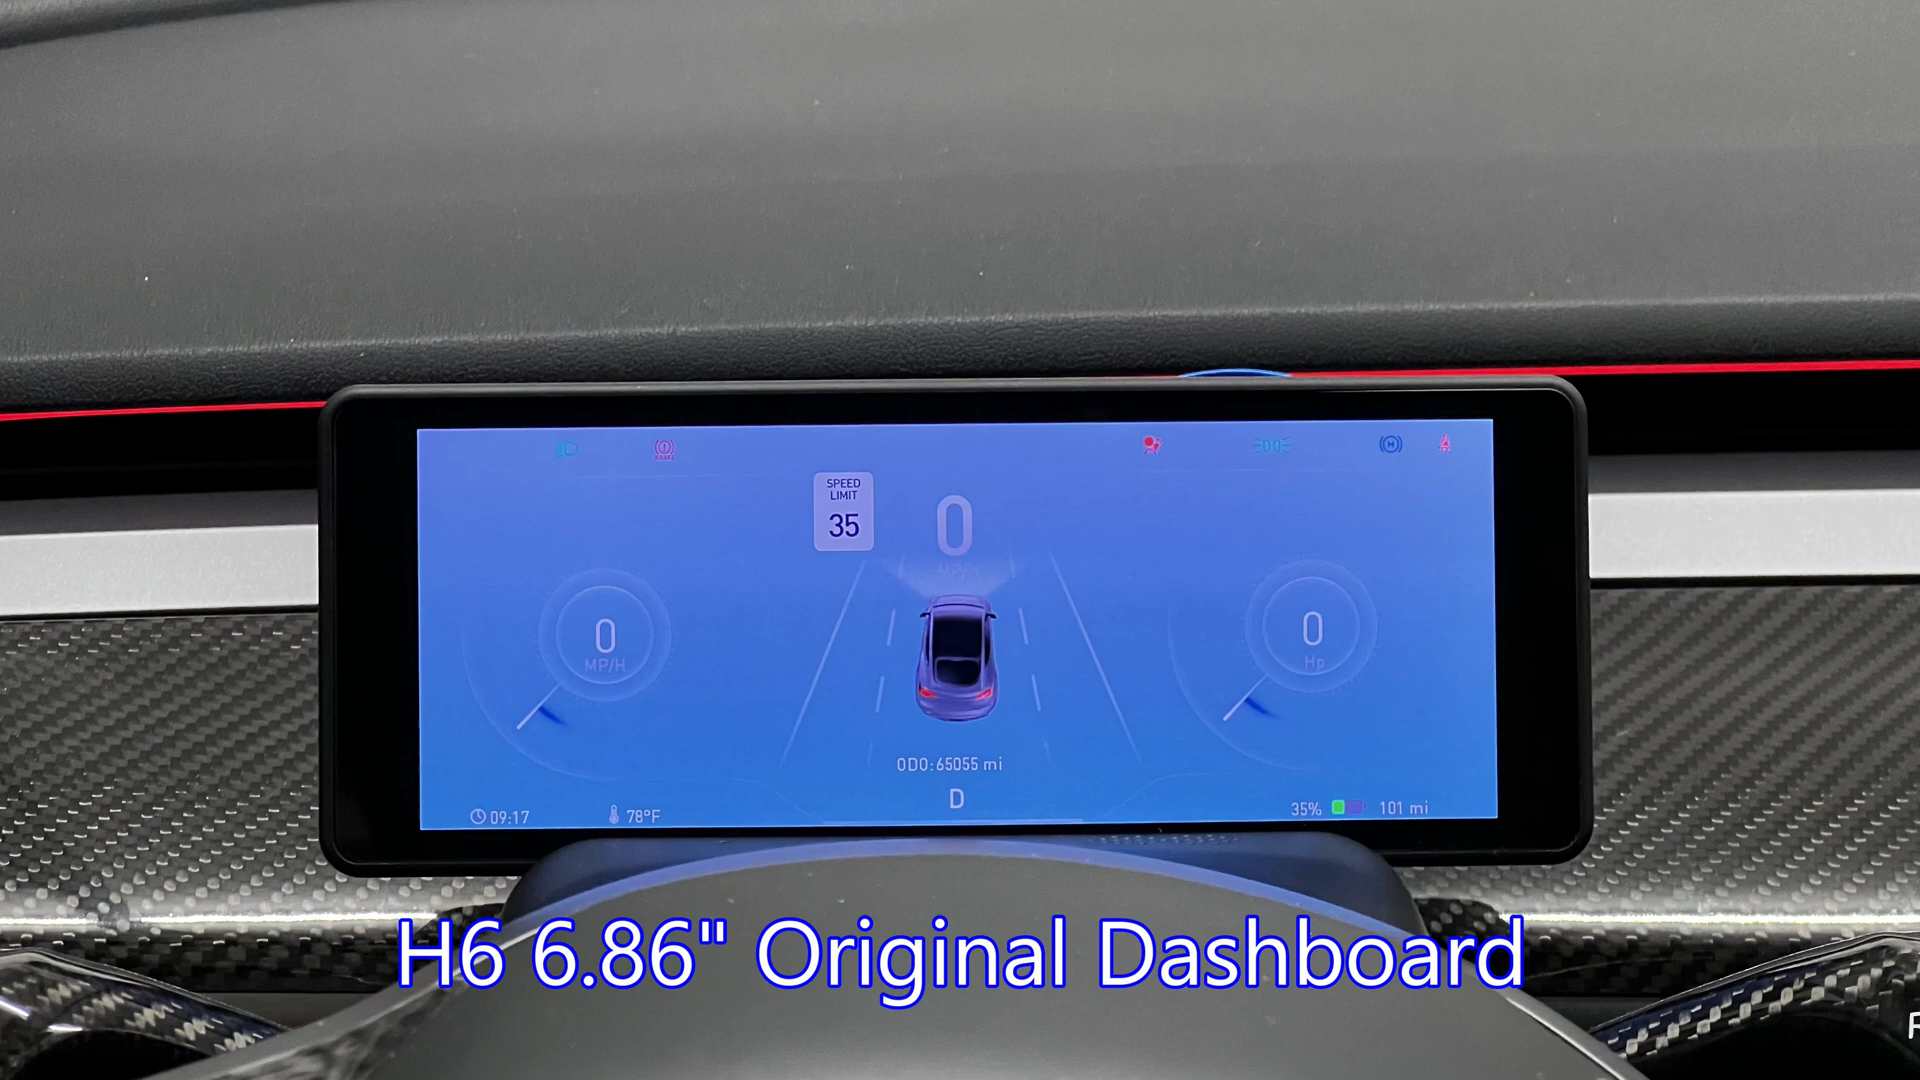 SPEED
LIMIT
35
0
0
MP/H
0
Hp
ODO:65055 mi
D
09:17
78°F
35%
101 mi
H6 6.86" Original Dashboard